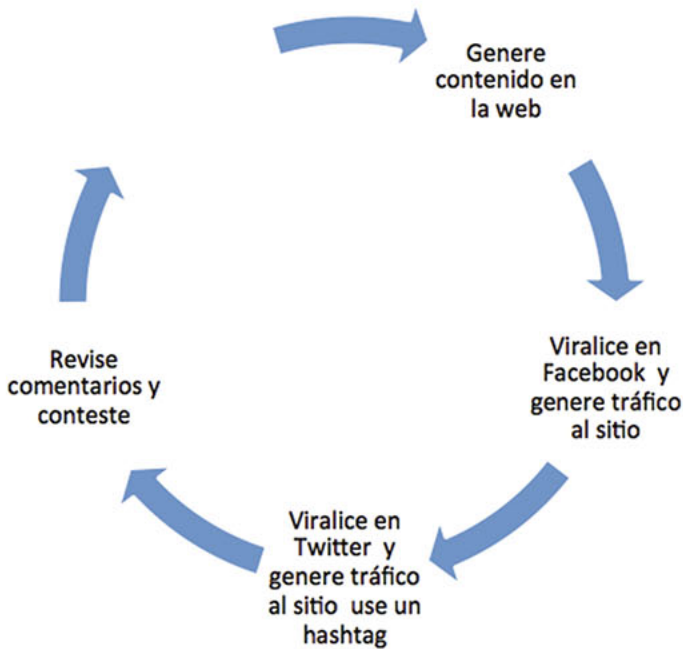 Genere
contenido en
la web
Viralice en
Facebook y
genere tráfico
al sitio
Viralice en
Twitter y
genere tráfico
al sitio use un
hashtag
Revise
comentarios y
conteste